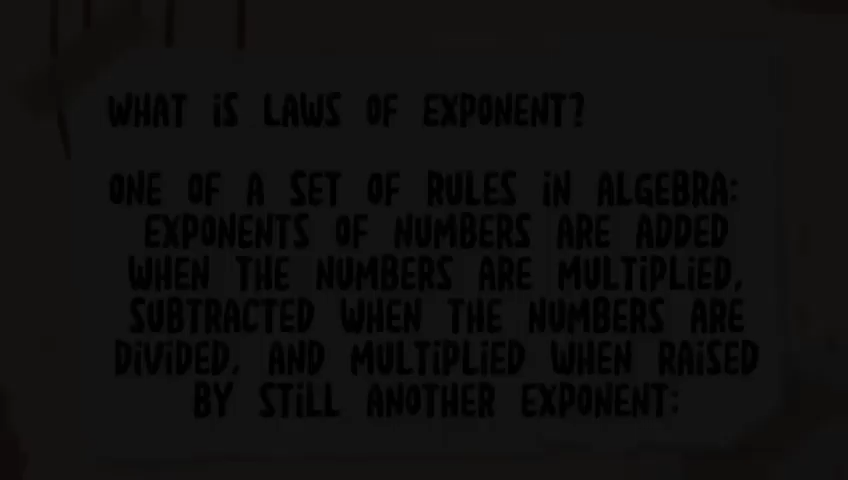 WHAT iS LAWS OF EXPONENT?
ONE OF A SET OF RULES iN ALGEBRA:
EXPONENTS OF NUMBERS ARE ADDED
WHEN THE NUMBERS ARE MULTiPLiED,
SUBTRACTED WHEN THE NUMBERS ARE
DiViDED, AND MULTiPLiED WHEN RAiSED
BY STiLL ANOTHER EXPONENT: